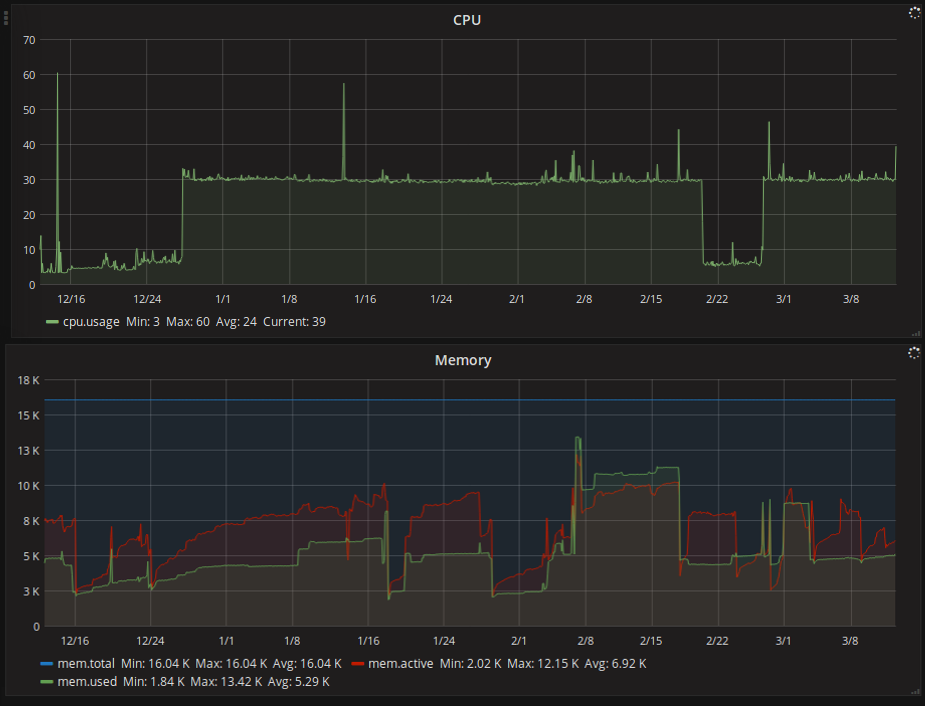 CPU
70
60
50
40
30
20
10
0
12/16 12/24 1/1 1/8 1/16 1/24 2/1 2/8 2/15 2/22 3/1 3/8
cpu.usage Min: 3 Max: 60 Avg: 24 Current: 39
Memory
18 K
15 K
13 K
10 K
8 K
5 K
3 K
0
12/16 12/24 1/1 1/8 1/16 1/24 2/1 2/8 2/15 2/22 3/1 3/8
mem.total Min: 16.04 K Max: 16.04 K Avg: 16.04 K mem.active Min: 2.02 K Max: 12.15 K Avg: 6.92 K
mem.used Min: 1.84 K Max: 13.42 K Avg: 5.29 K